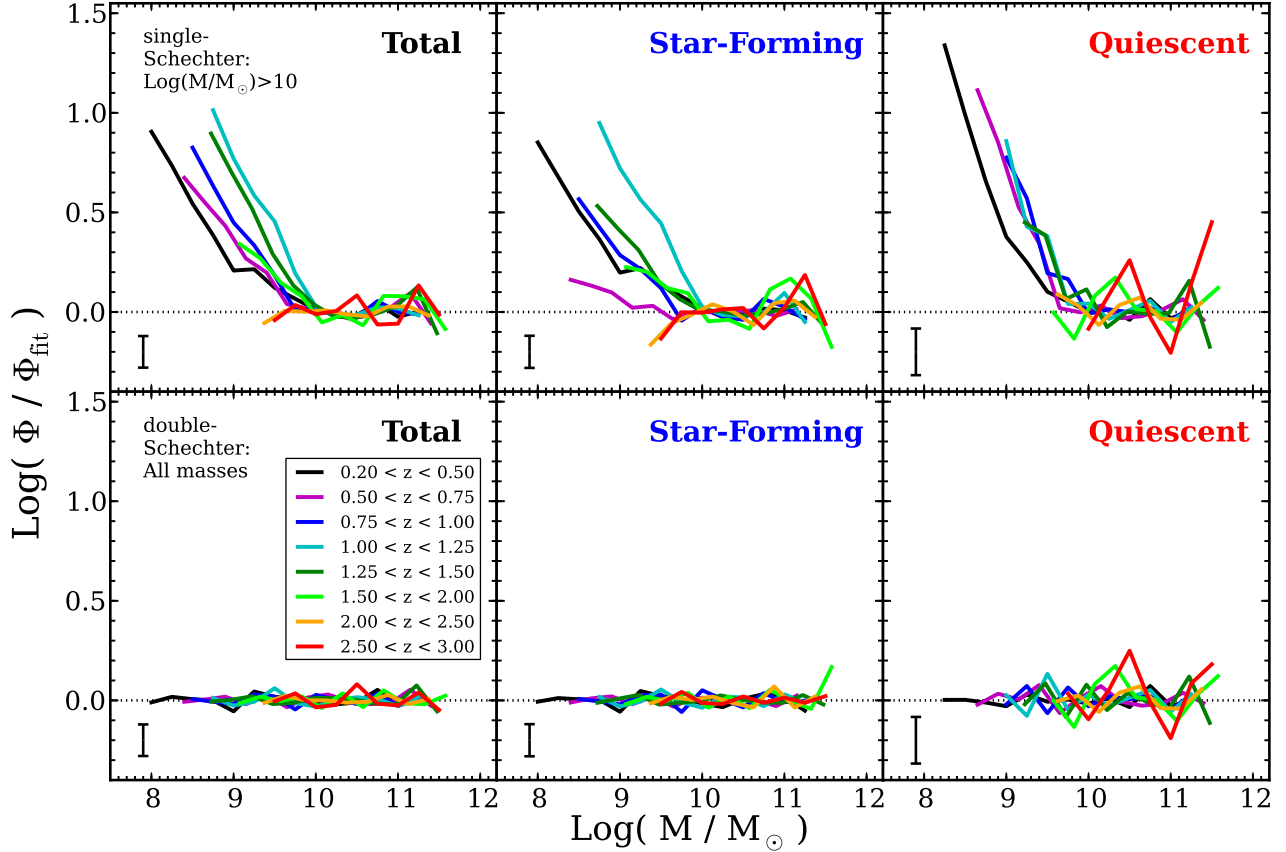 1.5
1.0
0.5
0.0
single-
Schechter:
Log(M/M☉)>10
Total
Star-Forming
Quiescent
1.5
1.0
0.5
0.0
double-
Schechter:
All masses
Total
0.20 < z < 0.50
0.50 < z < 0.75
0.75 < z < 1.00
1.00 < z < 1.25
1.25 < z < 1.50
1.50 < z < 2.00
2.00 < z < 2.50
2.50 < z < 3.00
Star-Forming
Quiescent
8 9 10 11 12
8 9 10 11 12
8 9 10 11 12
Log( M / M☉ )
Log( Φ / Φfit )